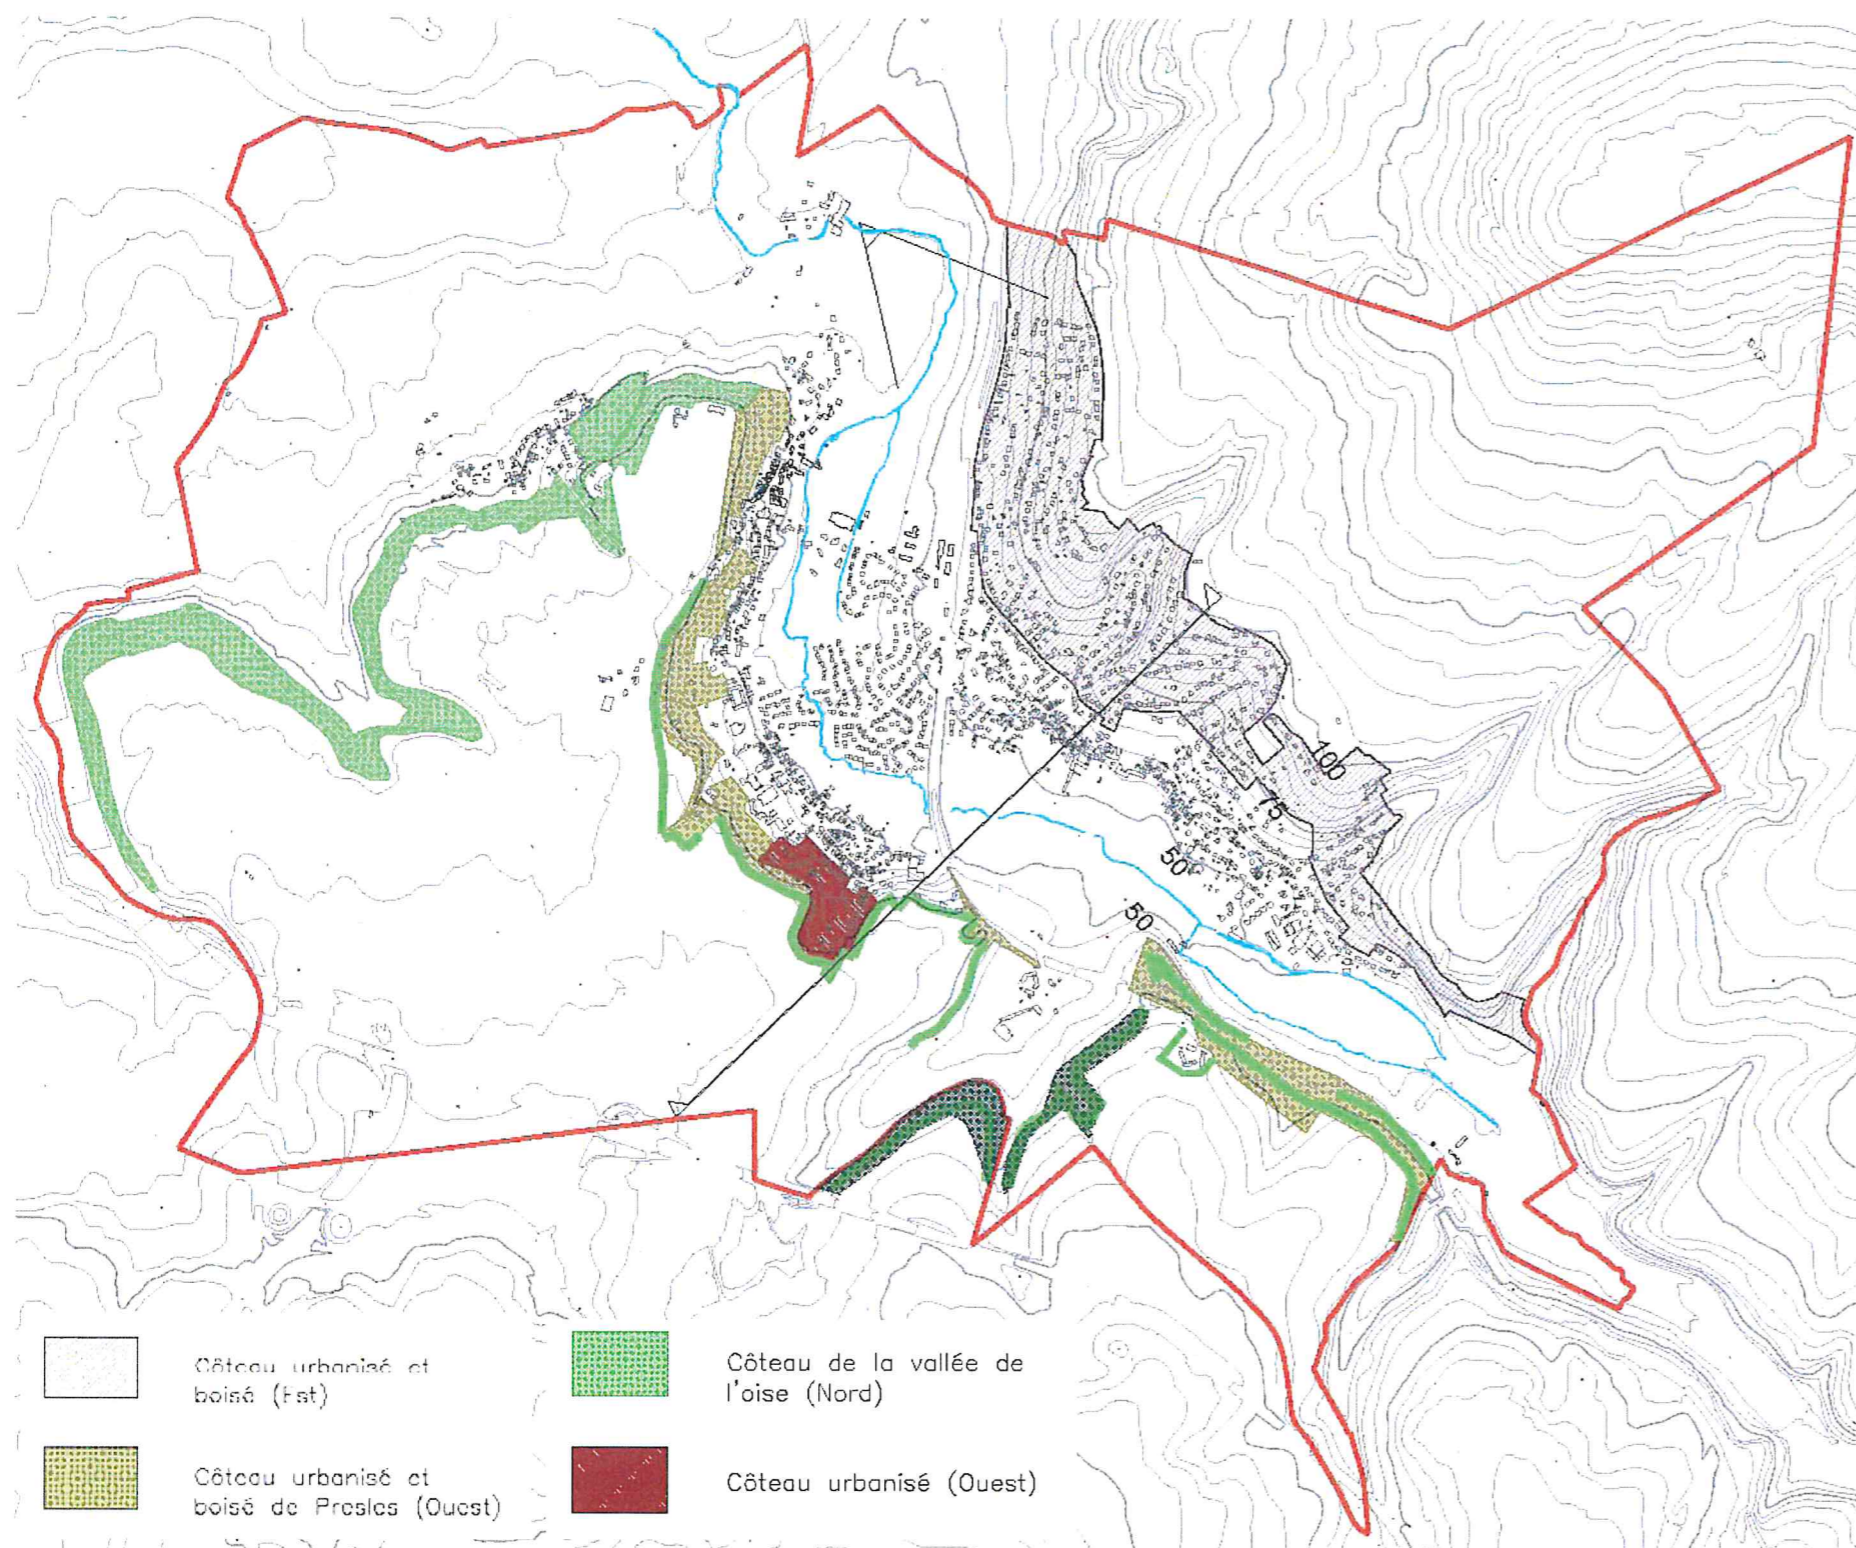 100
75
50
50
Côteau urbanisé et
boisé (Est)
Côteau de la vallée de
l'oise (Nord)
Côteau urbanisé et
boisé de Presles (Ouest)
Côteau urbanisé (Ouest)